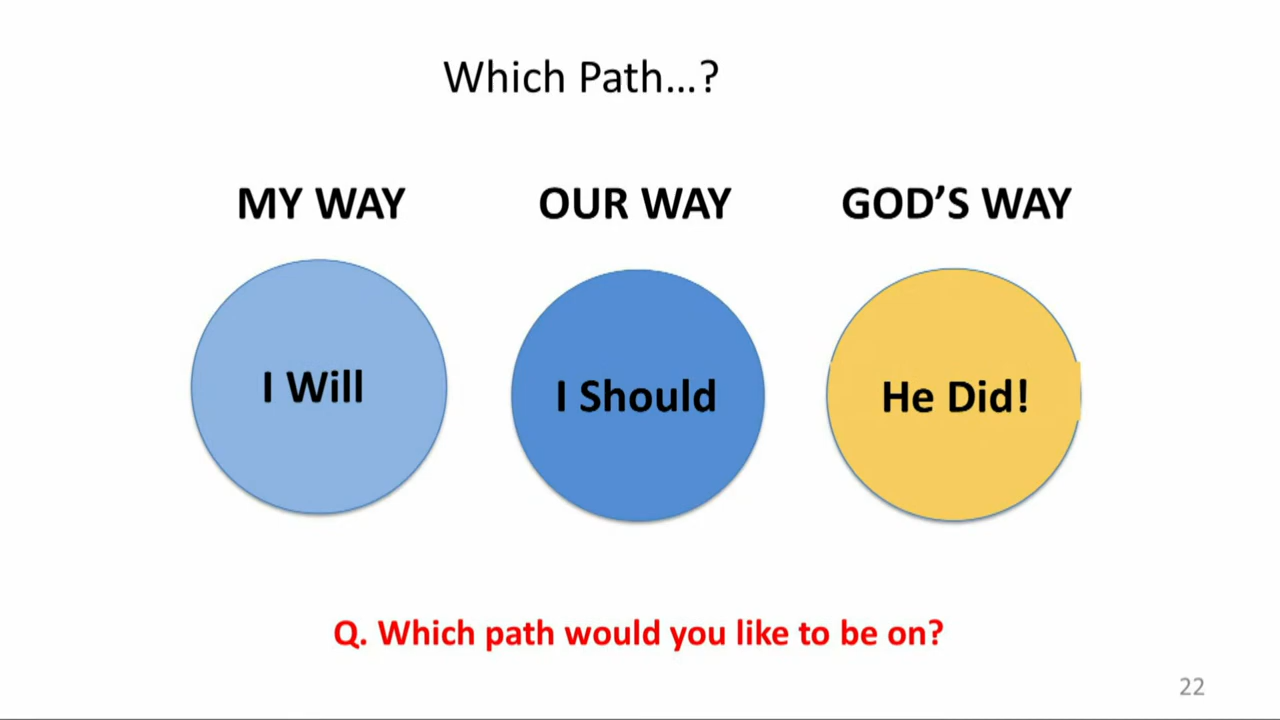 Which Path...?
MY WAY
OUR WAY
GOD’S WAY
I Will
I Should
He Did!
Q. Which path would you like to be on?
22